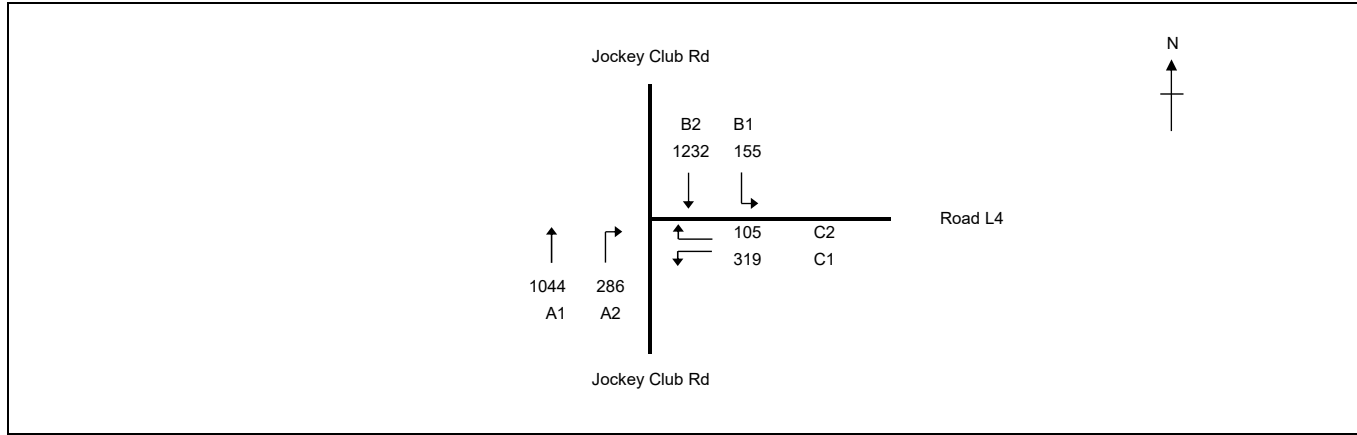 N
Jockey Club Rd
B2 B1
1232 155
Road L4
105 C2
319 C1
1044 286
A1 A2
Jockey Club Rd